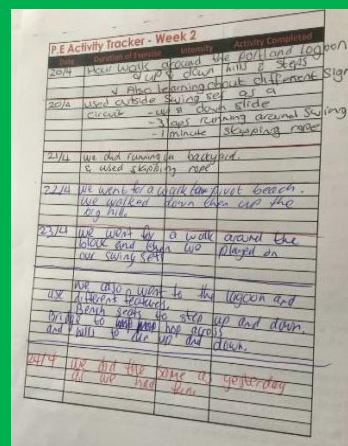 P.E Activity Tracker - Week 2
Date Duration of Exercise Intensity Activity Completed
20/4 Hour walk around the port and lagoon
up & down hills & steps
Also learning about different signs
20/4 used outside swing set as a
circuit - up & down slide
- 3 laps running around swing
- 1 minute skipping rope
21/4 we did running in backyard.
& used skipping rope
22/4 We went for a walk beach.
we walked down then up the
big hill.
23/4 we went for a walk around the
block and then we played on
our swing set
We also went to the lagoon and
use different features.
Bench seats to step up and down,
Bridge to hop across
and hills to run up and down.
24/4 we did the same as yesterday
as we had fun